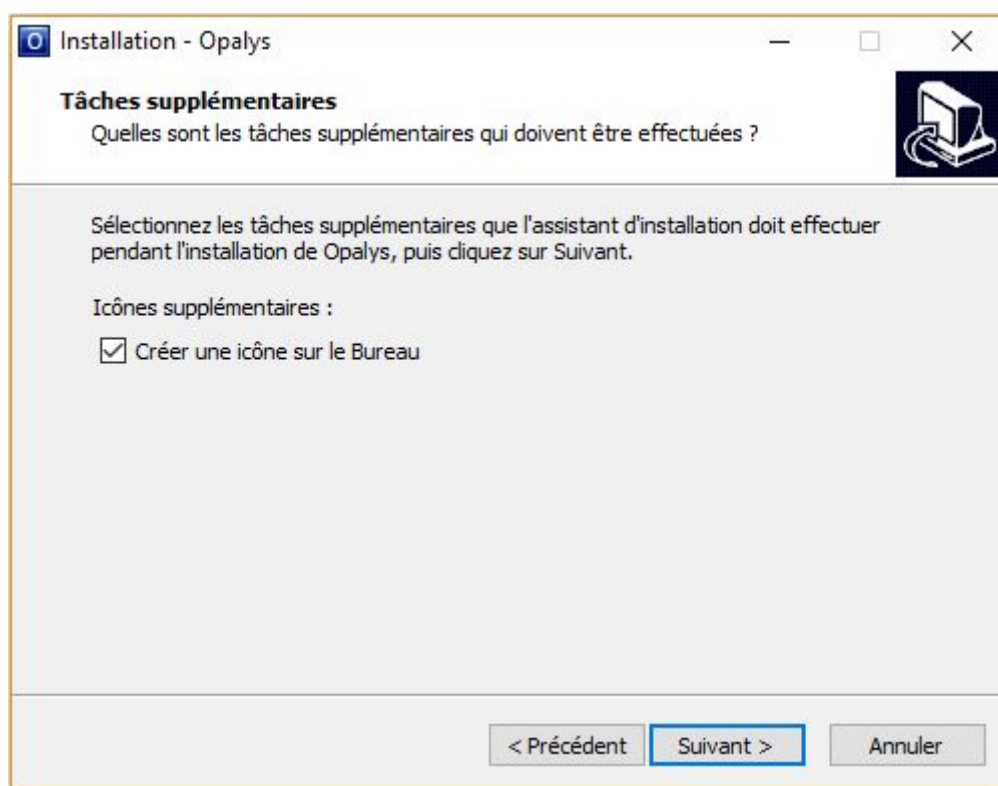 O Installation - Opalys
Tâches supplémentaires
Quelles sont les tâches supplémentaires qui doivent être effectuées ?
Sélectionnez les tâches supplémentaires que l'assistant d'installation doit effectuer
pendant l'installation de Opalys, puis cliquez sur Suivant.
Icônes supplémentaires :
Créer une icône sur le Bureau
< Précédent Suivant > Annuler